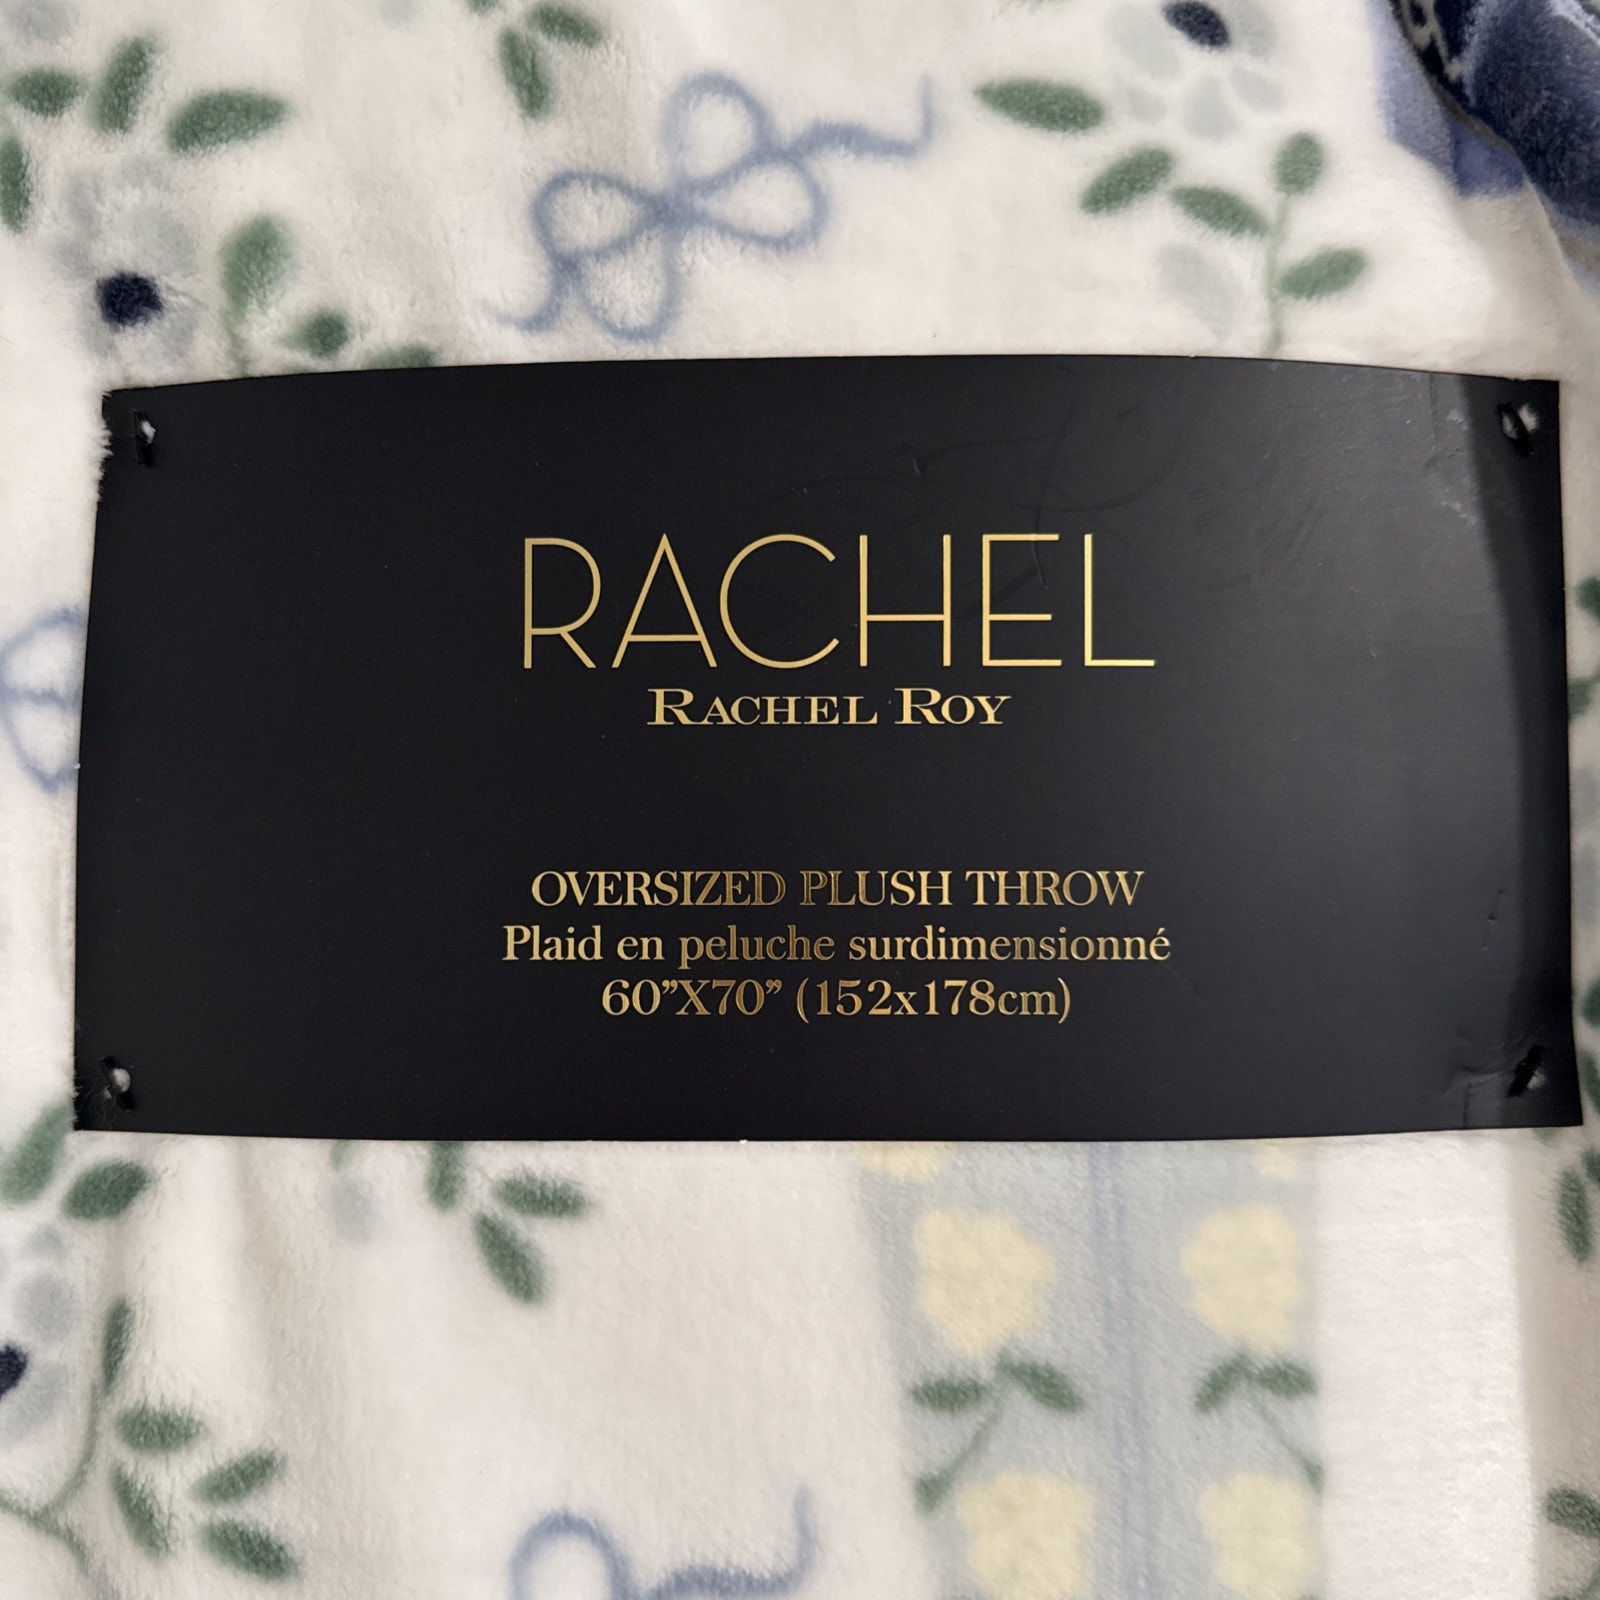 RACHEL
RACHEL ROY
OVERSIZED PLUSH THROW
Plaid en peluche surdimensionné
60”X70” (152x178cm)